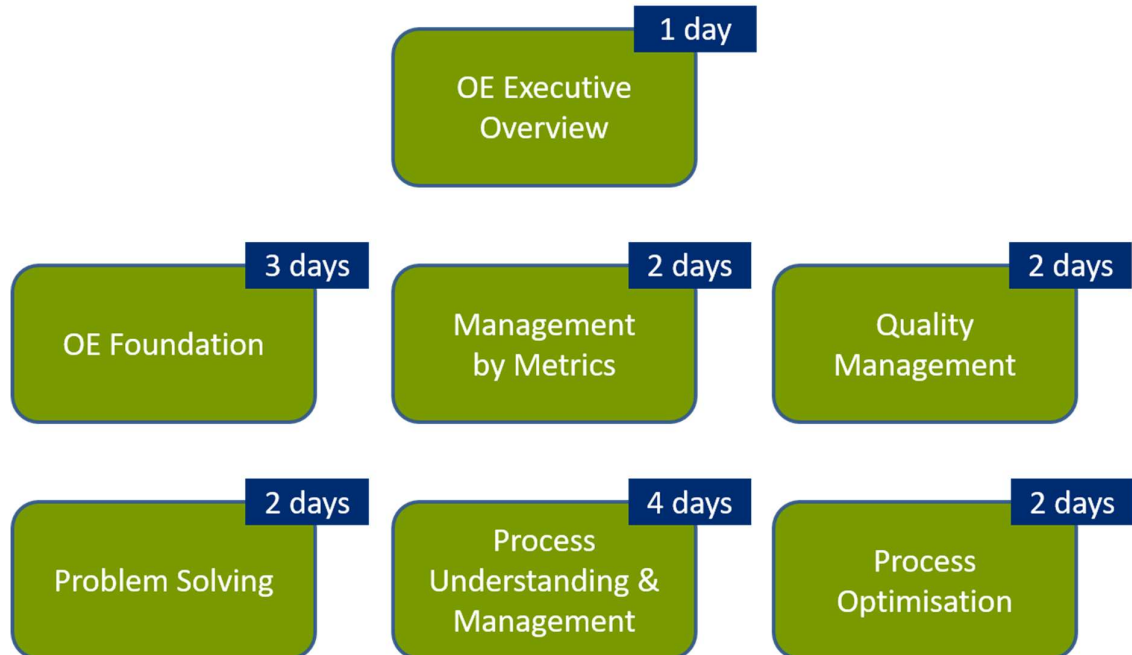 1 day
OE Executive
Overview
3 days
OE Foundation
2 days
Management
by Metrics
2 days
Quality
Management
2 days
Problem Solving
4 days
Process
Understanding &
Management
2 days
Process
Optimisation